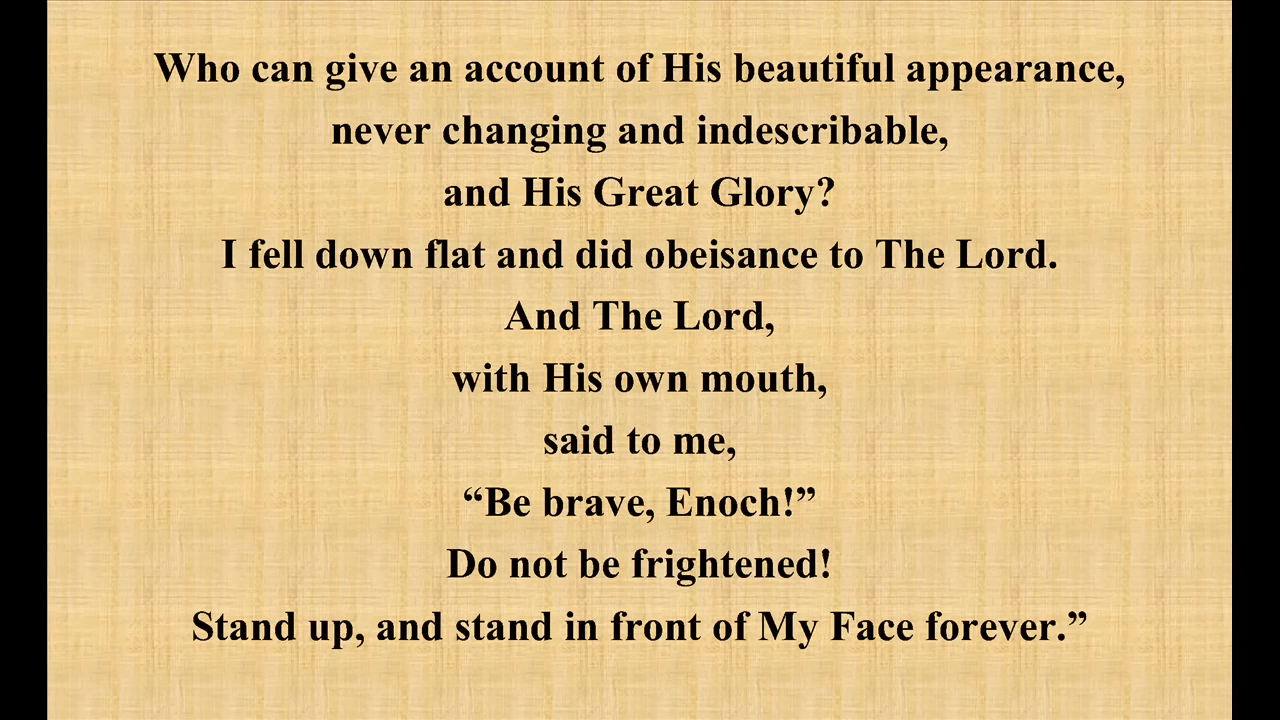 Who can give an account of His beautiful appearance,
never changing and indescribable,
and His Great Glory?
I fell down flat and did obeisance to The Lord.
And The Lord,
with His own mouth,
said to me,
“Be brave, Enoch!”
Do not be frightened!
Stand up, and stand in front of My Face forever.”